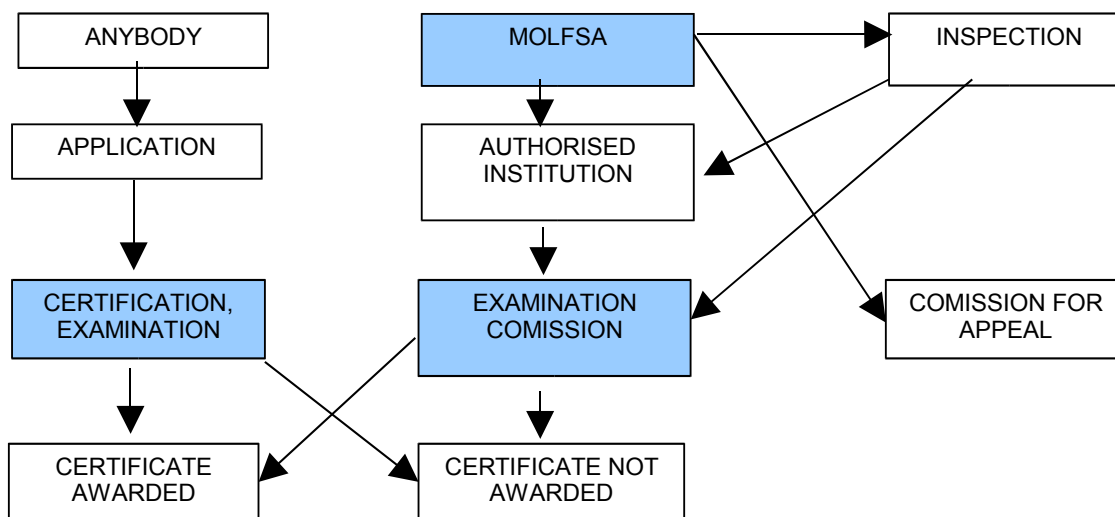 ANYBODY
MOLFSA
INSPECTION
APPLICATION
AUTHORISED
INSTITUTION
CERTIFICATION,
EXAMINATION
EXAMINATION
COMISSION
COMISSION FOR
APPEAL
CERTIFICATE
AWARDED
CERTIFICATE NOT
AWARDED